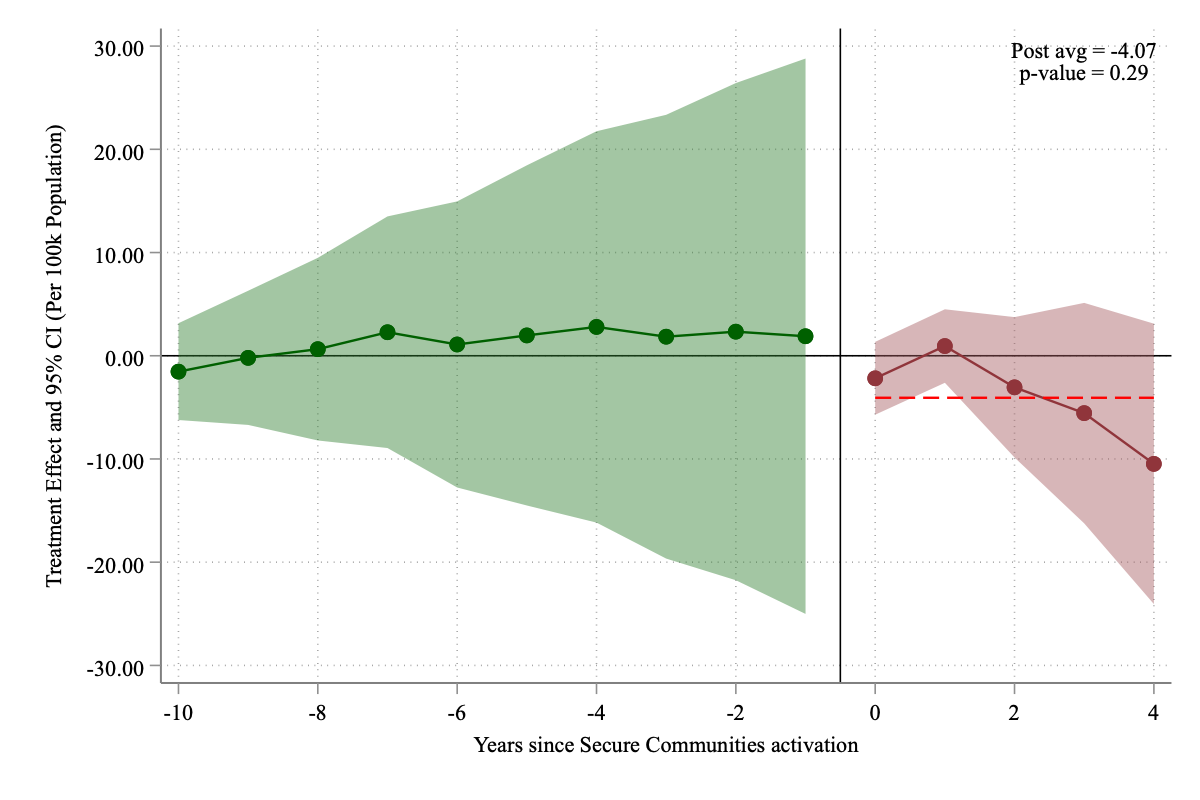 Treatment Effect and 95% CI (Per 100k Population)
30.00
20.00
10.00
0.00
-10.00
-20.00
-30.00
Post avg = -4.07
p-value = 0.29
-10 -8 -6 -4 -2 0 2 4
Years since Secure Communities activation